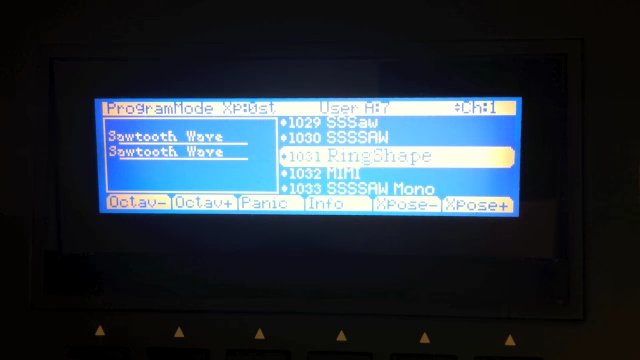 ProgramMode Xp:0st User A:7 ÷Ch:1
Sawtooth Wave
Sawtooth Wave
♦1029 SSSaw
♦1030 SSSSAW
♦1031 RingShape
♦1032 MIMI
♦1033 SSSSAW Mono
Octav- Octav+ Panic Info Xpose- Xpose+